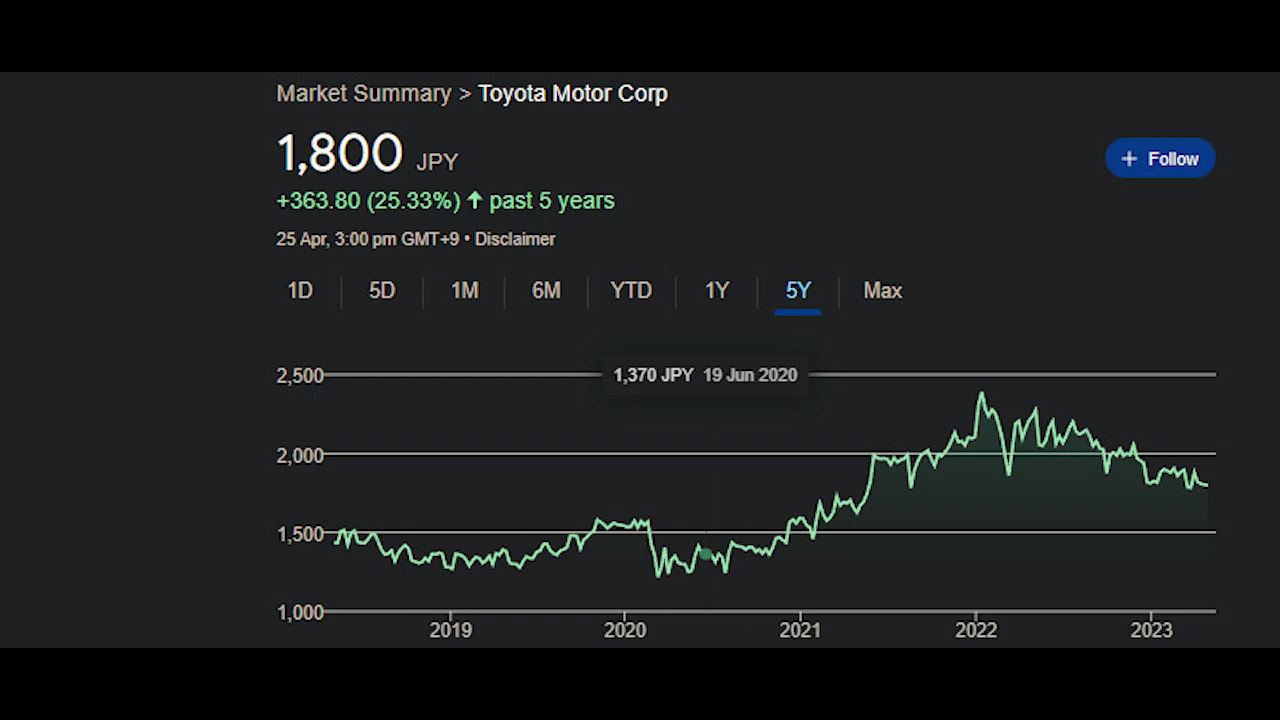 Market Summary > Toyota Motor Corp
1,800 JPY
+ Follow
+363.80 (25.33%) ↑ past 5 years
25 Apr, 3:00 pm GMT+9 • Disclaimer
1D 5D 1M 6M YTD 1Y 5Y Max
1,370 JPY 19 Jun 2020
2,500
2,000
1,500
1,000
2019 2020 2021 2022 2023